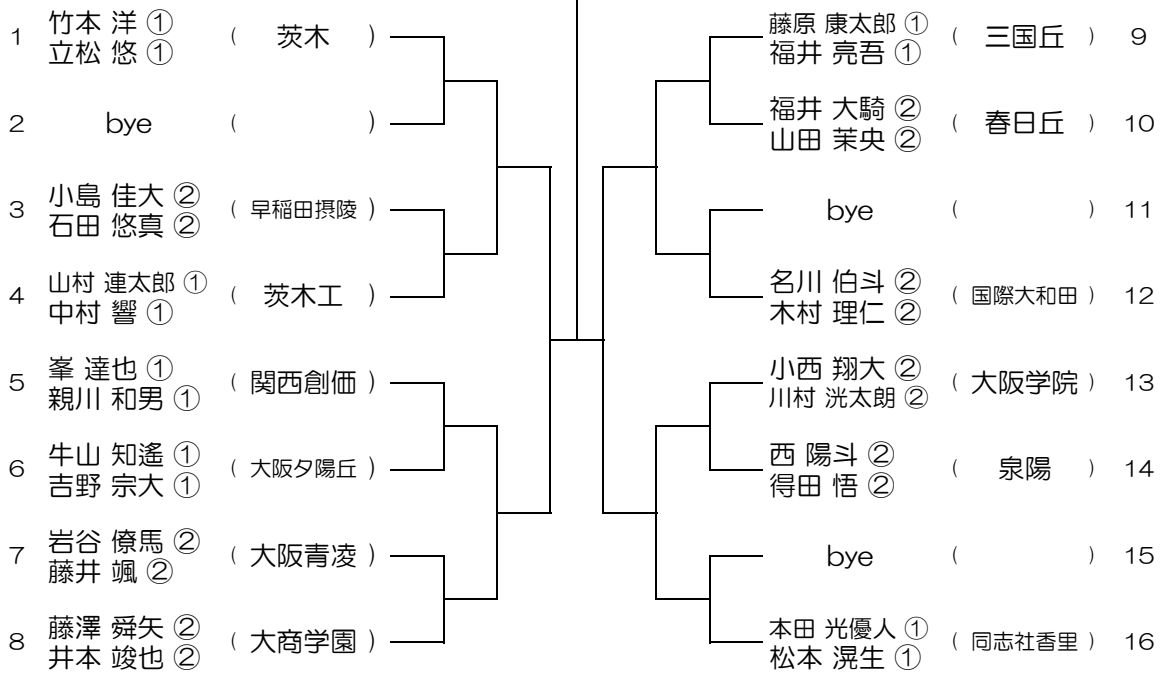 1 竹本 洋 ① ( 茨木 )
立松 悠 ①
2 bye ( )
3 小島 佳大 ② ( 早稲田摂陵 )
石田 悠真 ②
4 山村 連太郎 ① ( 茨木工 )
中村 響 ①
5 峯 達也 ① ( 関西創価 )
親川 和男 ①
6 牛山 知遙 ① ( 大阪夕陽丘 )
吉野 宗大 ①
7 岩谷 僚馬 ② ( 大阪青凌 )
藤井 颯 ②
8 藤澤 舜矢 ② ( 大商学園 )
井本 竣也 ②
藤原 康太郎 ① ( 三国丘 ) 9
福井 亮吾 ①
福井 大騎 ② ( 春日丘 ) 10
山田 茉央 ②
bye ( ) 11
名川 伯斗 ② ( 国際大和田 ) 12
木村 理仁 ②
小西 翔大 ② ( 大阪学院 ) 13
川村 洸太朗 ②
西 陽斗 ② ( 泉陽 ) 14
得田 悟 ②
bye ( ) 15
本田 光優人 ① ( 同志社香里 ) 16
松本 滉生 ①